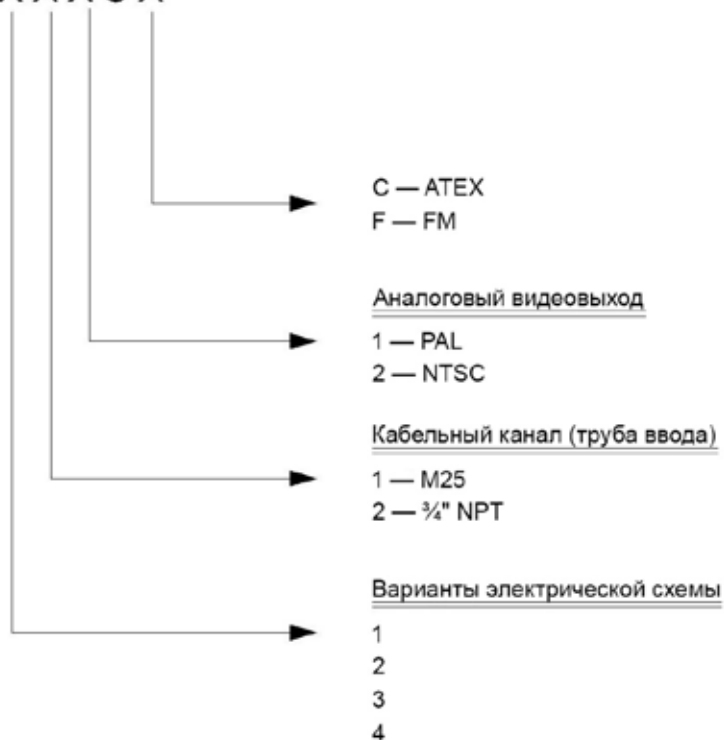 C — ATEX
F — FM
Аналоговый видеовыход
1 — PAL
2 — NTSC
Кабельный канал (труба ввода)
1 — M25
2 — ¾" NPT
Варианты электрической схемы
1
2
3
4